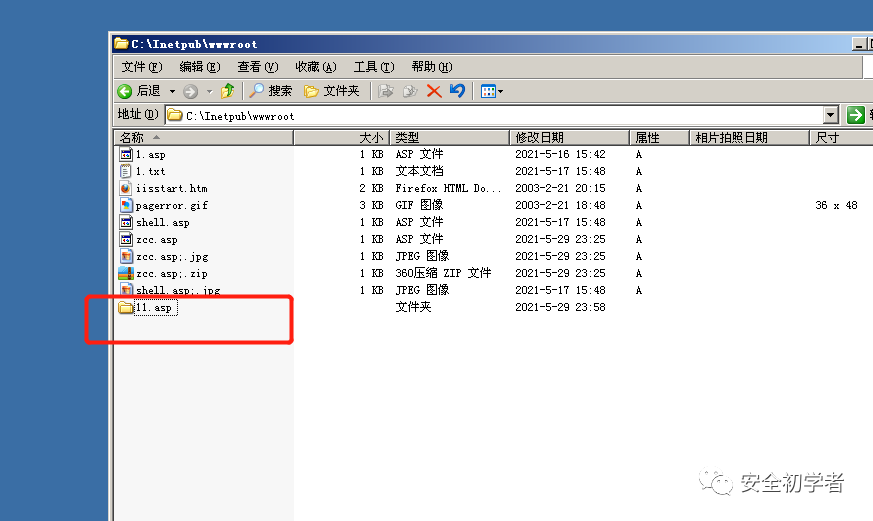 C:\Inetpub\wwwroot
文件(F) 编辑(E) 查看(V) 收藏(A) 工具(T) 帮助(H)
后退 搜索 文件夹
地址(D) C:\Inetpub\wwwroot
名称 大小 类型 修改日期 属性 相片拍照日期 尺寸
1.asp 1 KB ASP 文件 2021-5-16 15:42 A
1.txt 1 KB 文本文档 2021-5-17 15:48 A
iisstart.htm 2 KB Firefox HTML Do... 2003-2-21 20:15 A
pagerror.gif 3 KB GIF 图像 2003-2-21 18:48 A 36 x 48
shell.asp 1 KB ASP 文件 2021-5-17 15:48 A
zcc.asp 1 KB ASP 文件 2021-5-29 23:25 A
zcc.asp;.jpg 1 KB JPEG 图像 2021-5-29 23:25 A
zcc.asp;.zip 1 KB 360压缩 ZIP 文件 2021-5-29 23:25 A
shell.asp;.jpg 1 KB JPEG 图像 2021-5-17 15:48 A
11.asp 文件夹 2021-5-29 23:58
安全初学者